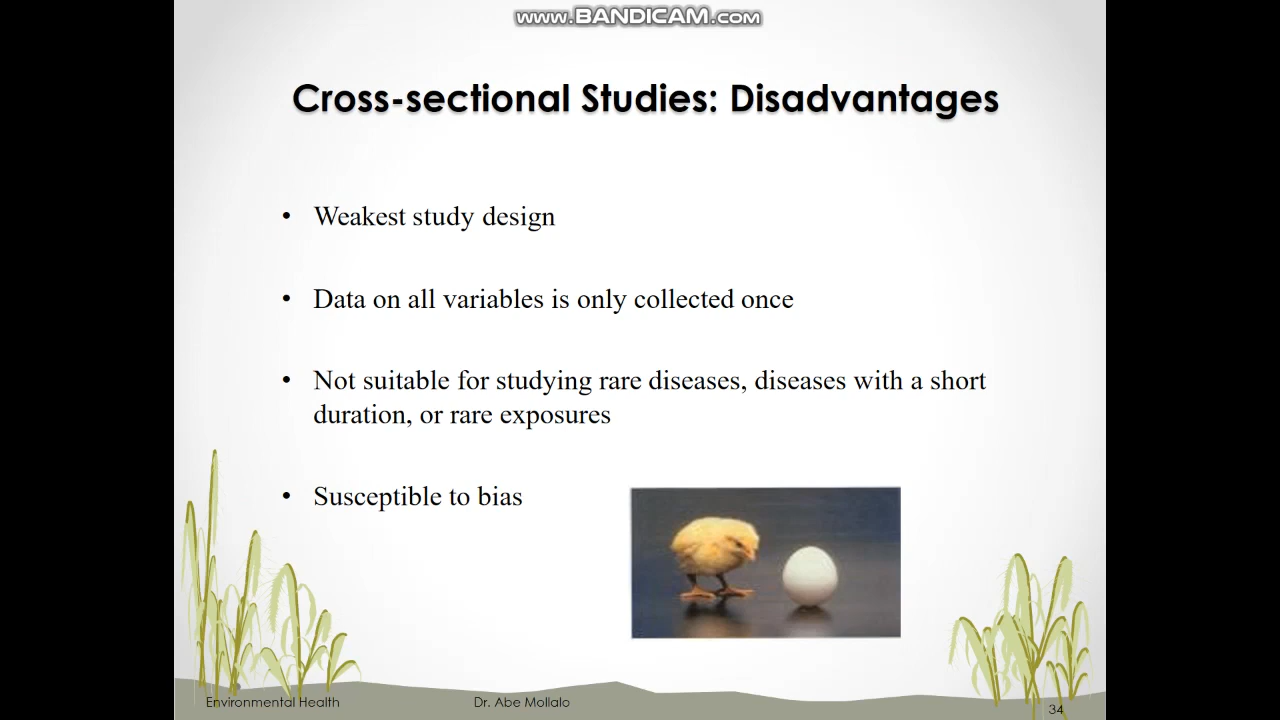 www.BANDICAM.com
Cross-sectional Studies: Disadvantages
• Weakest study design
• Data on all variables is only collected once
• Not suitable for studying rare diseases, diseases with a short
duration, or rare exposures
• Susceptible to bias
Environmental Health
Dr. Abe Mollalo
34